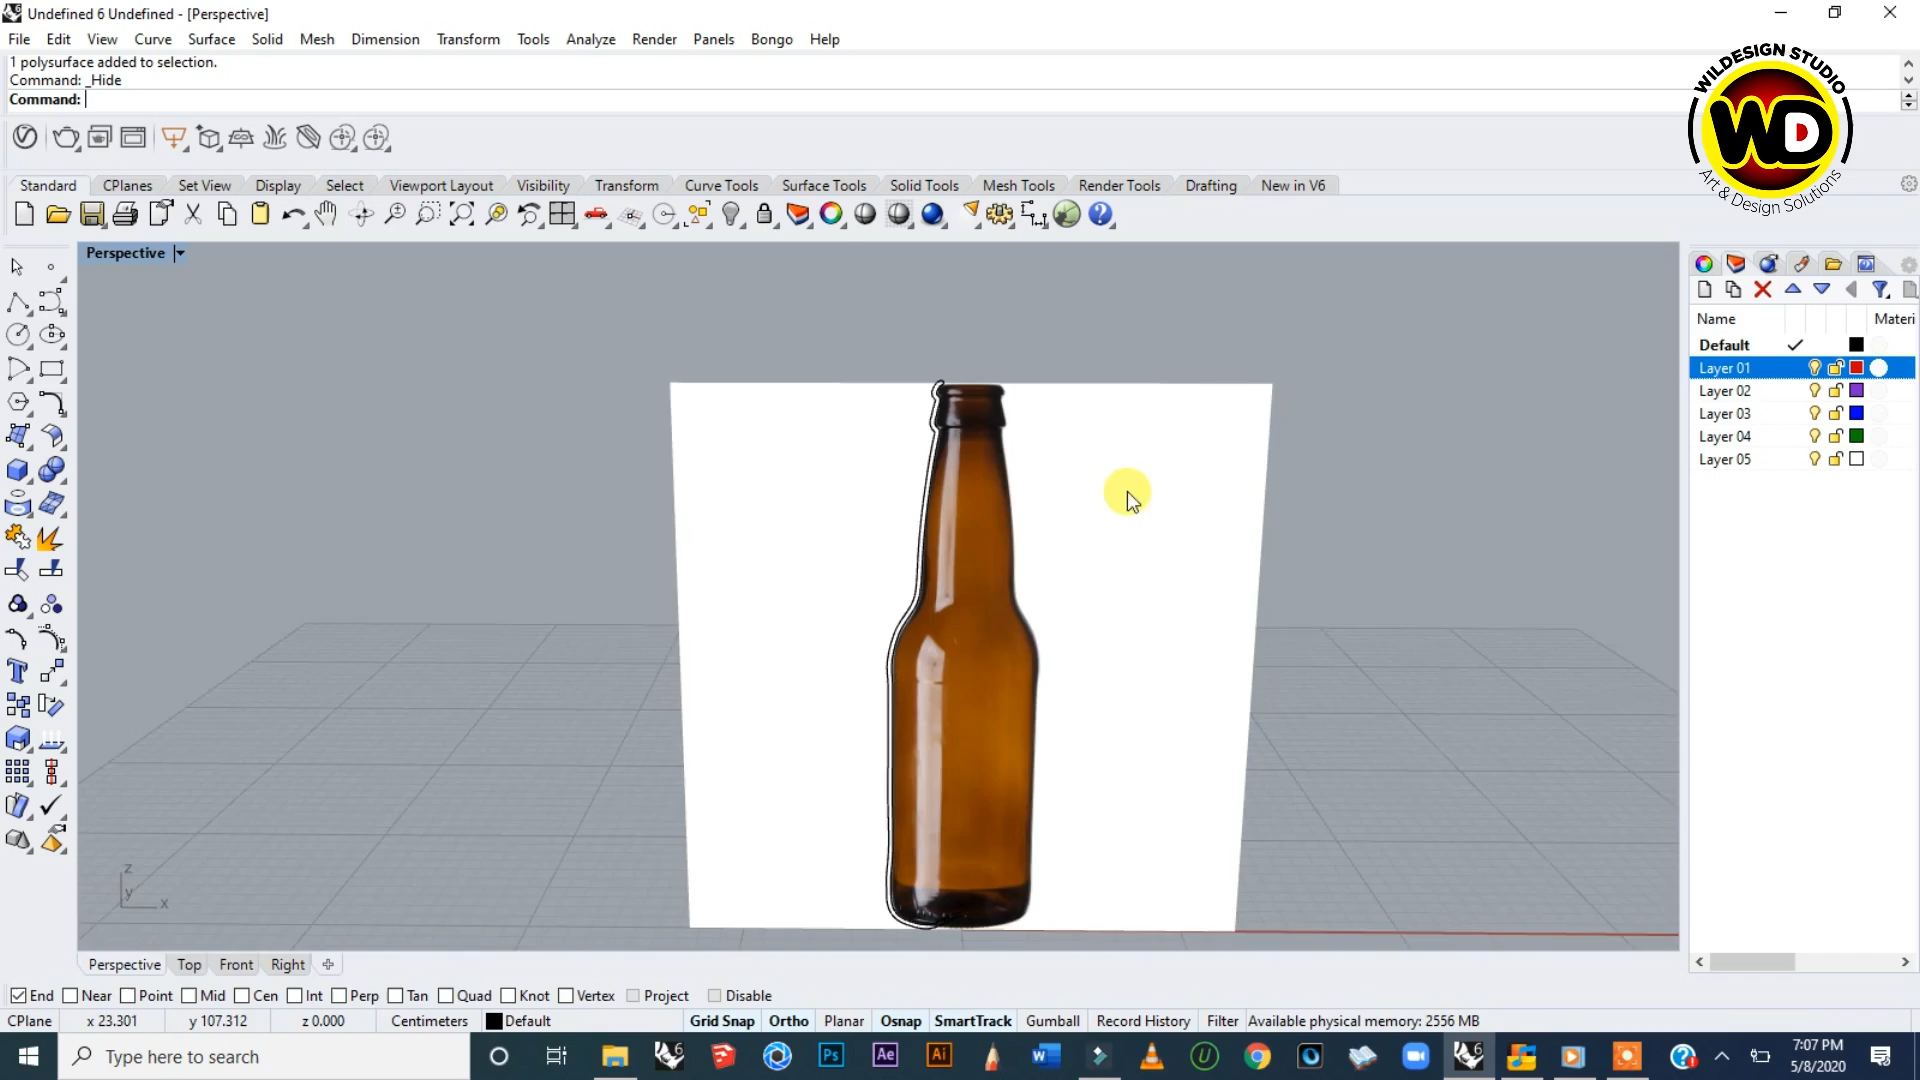 Undefined 6 Undefined - [Perspective]
File Edit View Curve Surface Solid Mesh Dimension Transform Tools Analyze Render Panels Bongo Help
1 polysurface added to selection.
Command: _Hide
Command:
WILDESIGN STUDIO
WD
Art & Design Solutions
Standard CPlanes Set View Display Select Viewport Layout Visibility Transform Curve Tools Surface Tools Solid Tools Mesh Tools Render Tools Drafting New in V6
Perspective
Name Materi
Default
Layer 01
Layer 02
Layer 03
Layer 04
Layer 05
z
y
x
Perspective Top Front Right
End Near Point Mid Cen Int Perp Tan Quad Knot Vertex Project Disable
CPlane x 23.301 y 107.312 z 0.000 Centimeters Default Grid Snap Ortho Planar Osnap SmartTrack Gumball Record History Filter Available physical memory: 2556 MB
Type here to search
Ps Ae Ai
7:07 PM
5/8/2020